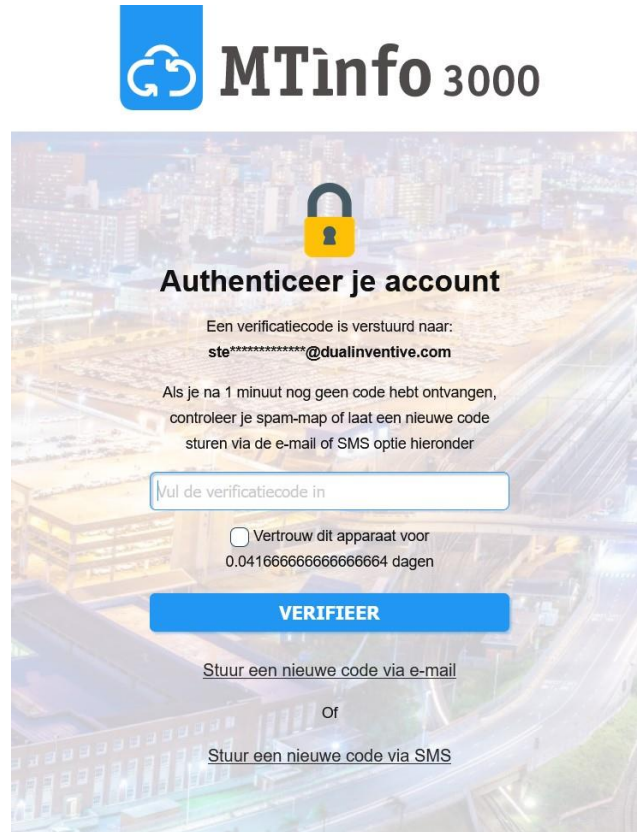 MTinfo 3000
Authenticeer je account
Een verificatiecode is verstuurd naar:
ste*************@dualinventive.com
Als je na 1 minuut nog geen code hebt ontvangen,
controleer je spam-map of laat een nieuwe code
sturen via de e-mail of SMS optie hieronder
Vul de verificatiecode in
Vertrouw dit apparaat voor
0.041666666666666664 dagen
VERIFIEER
Stuur een nieuwe code via e-mail
Of
Stuur een nieuwe code via SMS